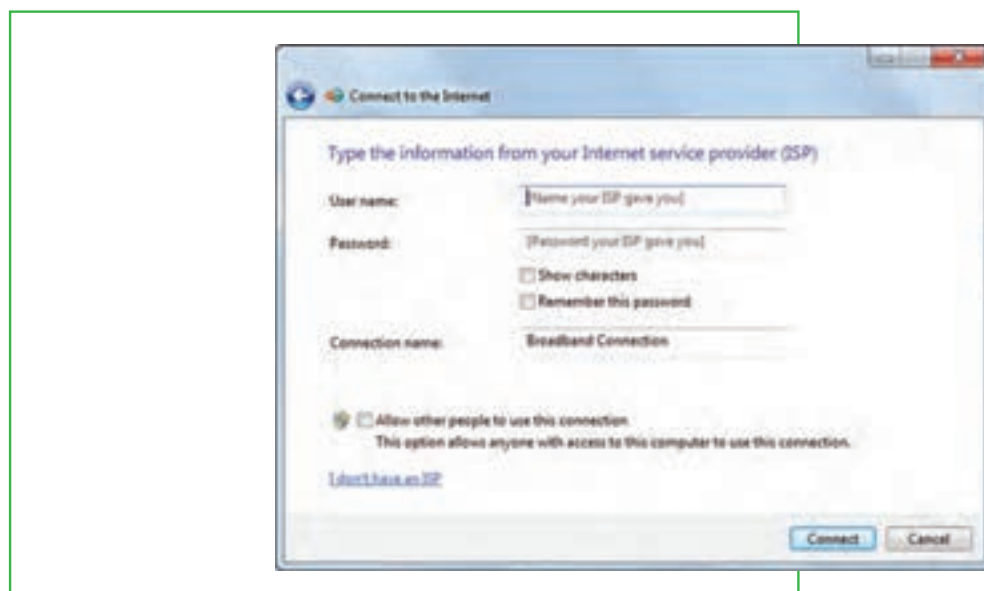 Connect to the Internet
Type the information from your Internet service provider (ISP)
User name:
[Name your ISP gave you]
Password:
[Password your ISP gave you]
Show characters
Remember this password
Connection name:
Broadband Connection
Allow other people to use this connection
This option allows anyone with access to this computer to use this connection.
I don't have an ISP
Connect
Cancel